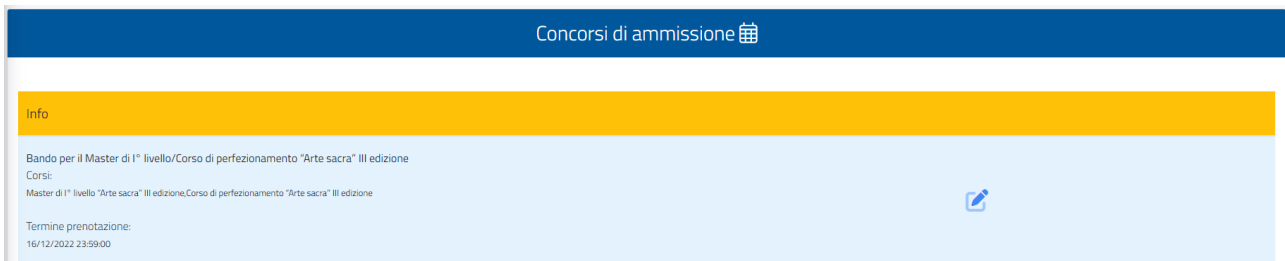 Concorsi di ammissione
Info
Bando per il Master di I° livello/Corso di perfezionamento “Arte sacra” III edizione
Corsi:
Master di I° livello “Arte sacra” III edizione,Corso di perfezionamento “Arte sacra” III edizione
Termine prenotazione:
16/12/2022 23:59:00